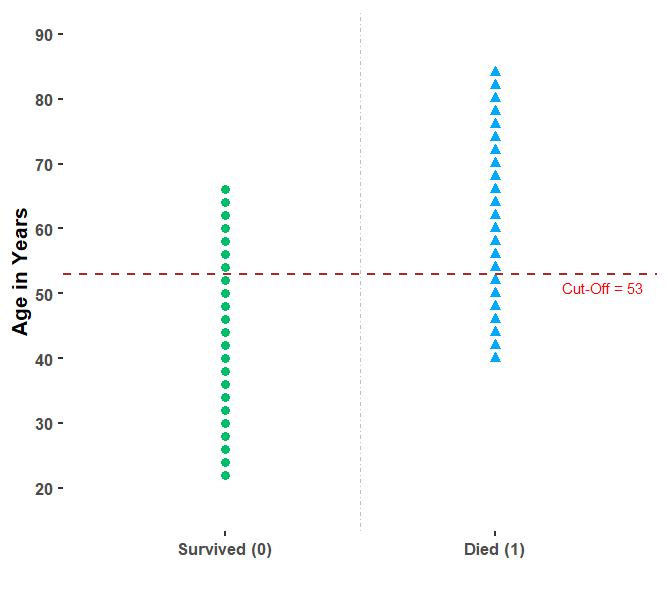 90
80
70
60
50
40
30
20
Age in Years
Cut-Off = 53
Survived (0)
Died (1)